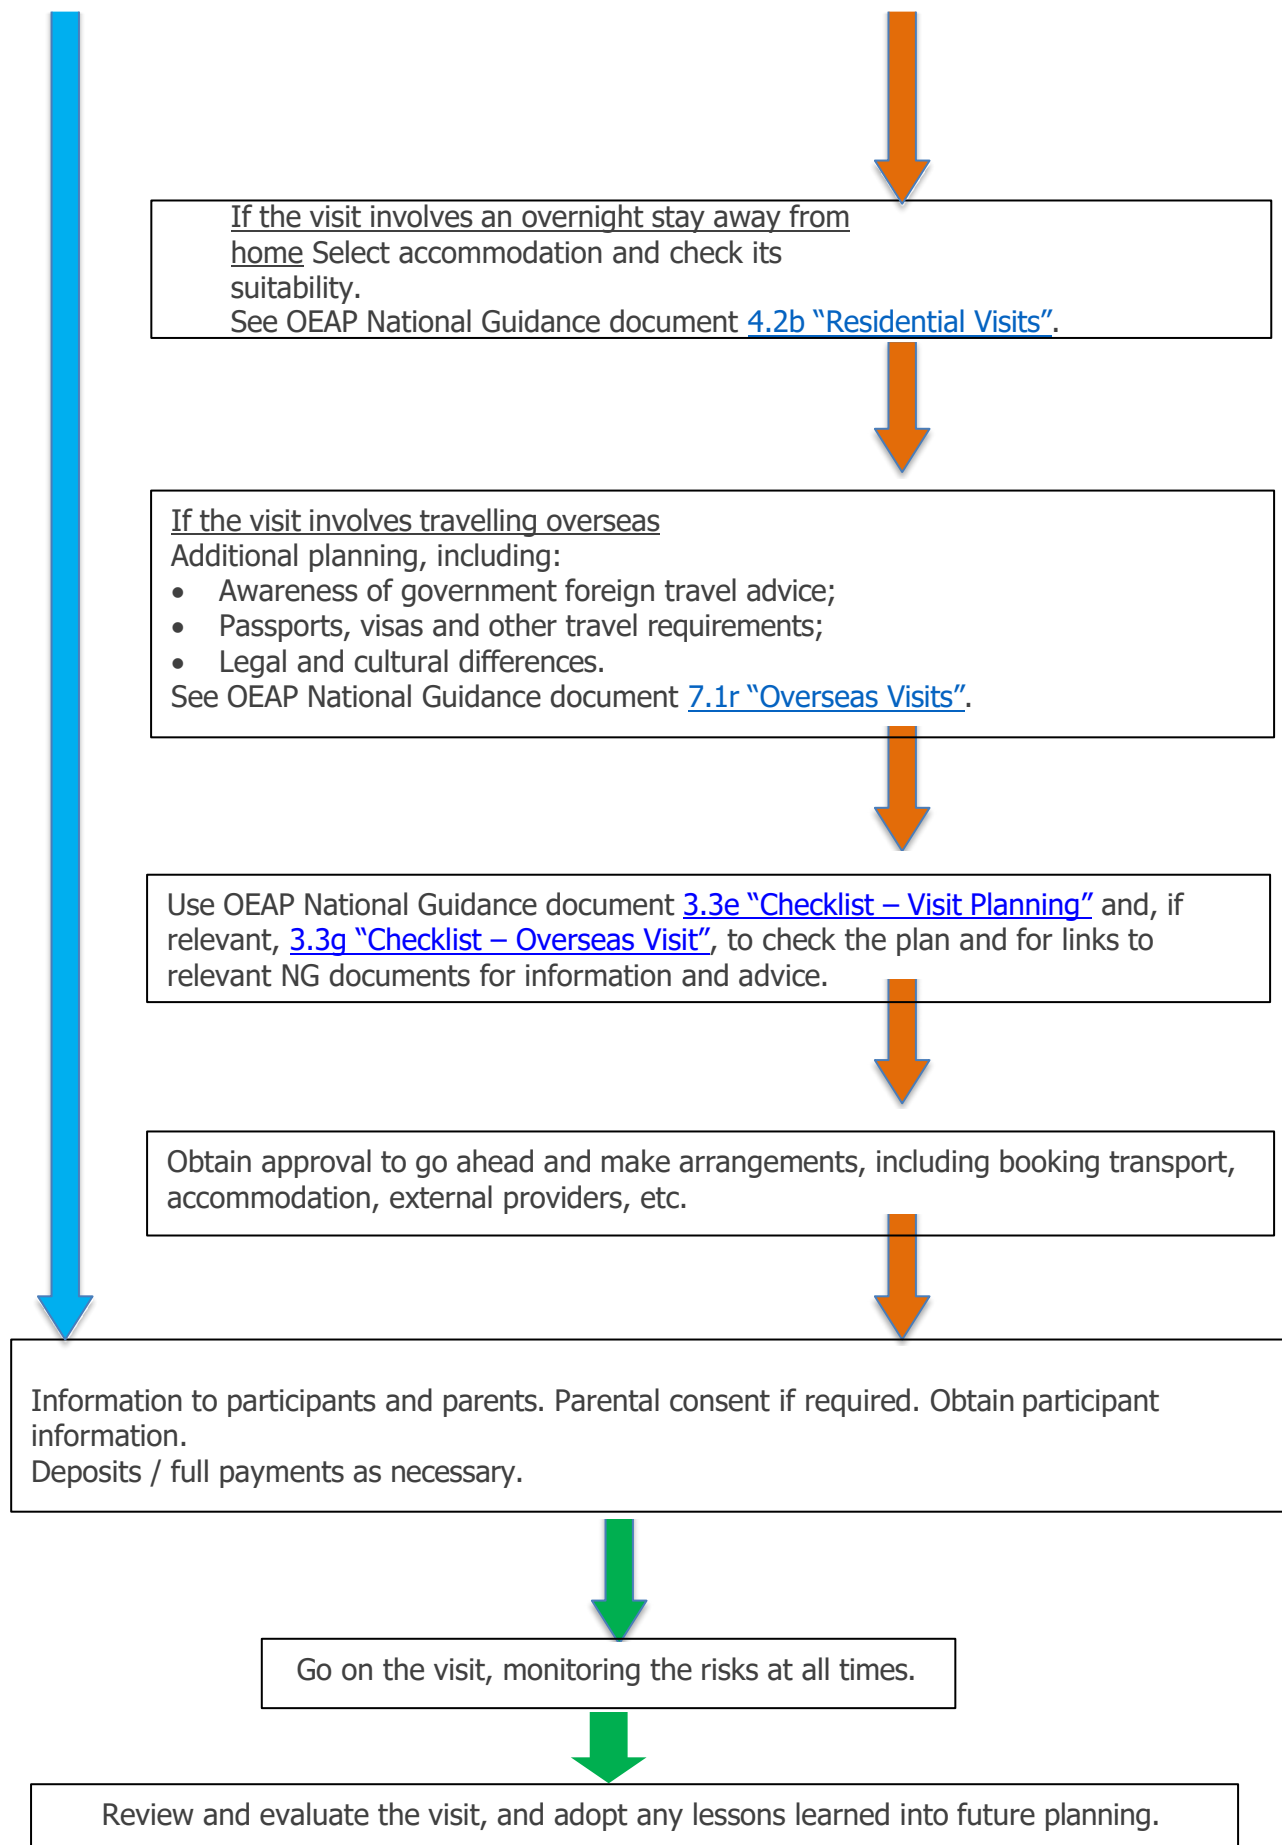 If the visit involves an overnight stay away from
home Select accommodation and check its
suitability.
See OEAP National Guidance document 4.2b “Residential Visits”.
If the visit involves travelling overseas
Additional planning, including:
• Awareness of government foreign travel advice;
• Passports, visas and other travel requirements;
• Legal and cultural differences.
See OEAP National Guidance document 7.1r “Overseas Visits”.
Use OEAP National Guidance document 3.3e “Checklist – Visit Planning” and, if
relevant, 3.3g “Checklist – Overseas Visit”, to check the plan and for links to
relevant NG documents for information and advice.
Obtain approval to go ahead and make arrangements, including booking transport,
accommodation, external providers, etc.
Information to participants and parents. Parental consent if required. Obtain participant
information.
Deposits / full payments as necessary.
Go on the visit, monitoring the risks at all times.
Review and evaluate the visit, and adopt any lessons learned into future planning.